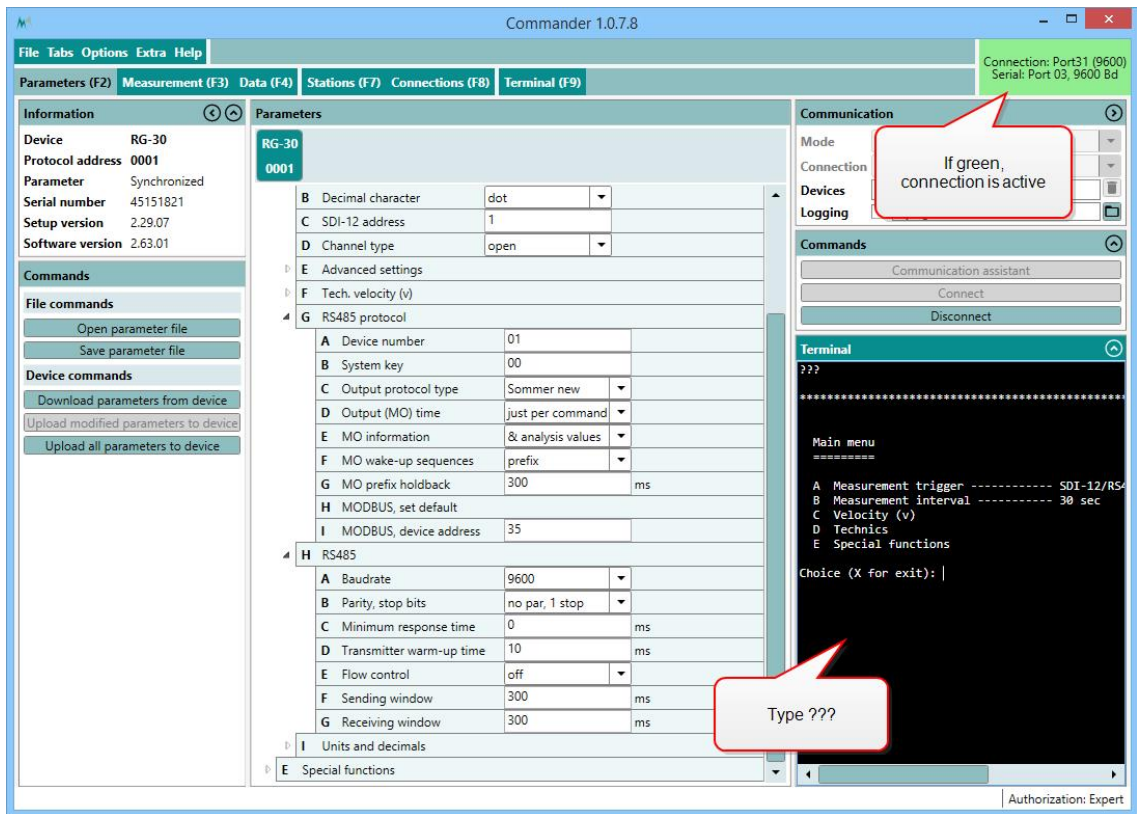 Commander 1.0.7.8
File Tabs Options Extra Help
Connection: Port31 (9600)
Serial: Port 03, 9600 Bd
Parameters (F2) Measurement (F3) Data (F4) Stations (F7) Connections (F8) Terminal (F9)
Information
Device RG-30
Protocol address 0001
Parameter Synchronized
Serial number 45151821
Setup version 2.29.07
Software version 2.63.01
Commands
File commands
Open parameter file
Save parameter file
Device commands
Download parameters from device
Upload modified parameters to device
Upload all parameters to device
Parameters
RG-30
0001
B Decimal character dot
C SDI-12 address 1
D Channel type open
E Advanced settings
F Tech. velocity (v)
G RS485 protocol
A Device number 01
B System key 00
C Output protocol type Sommer new
D Output (MO) time just per command
E MO information & analysis values
F MO wake-up sequences prefix
G MO prefix holdback 300 ms
H MODBUS, set default
I MODBUS, device address 35
H RS485
A Baudrate 9600
B Parity, stop bits no par, 1 stop
C Minimum response time 0 ms
D Transmitter warm-up time 10 ms
E Flow control off
F Sending window 300 ms
G Receiving window 300 ms
I Units and decimals
E Special functions
Communication
Mode
Connection
Devices
Logging
If green,
connection is active
Commands
Communication assistant
Connect
Disconnect
Terminal
???
***************************************************
Main menu
=========
A Measurement trigger ------------ SDI-12/RS4
B Measurement interval ----------- 30 sec
C Velocity (v)
D Technics
E Special functions
Choice (X for exit): |
Type ???
Authorization: Expert